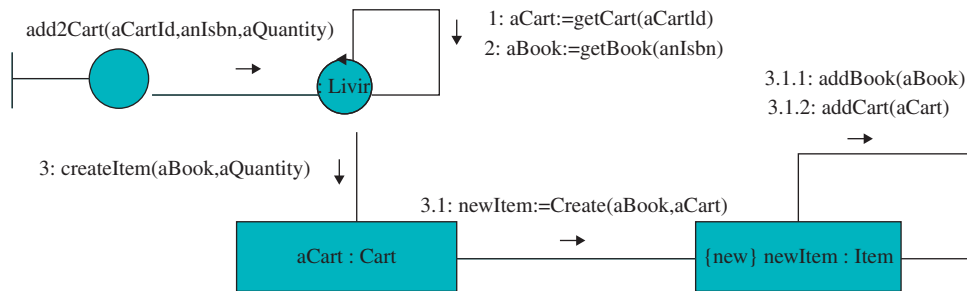 add2Cart(aCartId,anIsbn,aQuantity)
1: aCart:=getCart(aCartId)
2: aBook:=getBook(anIsbn)
: Livir
3.1.1: addBook(aBook)
3.1.2: addCart(aCart)
3: createItem(aBook,aQuantity)
3.1: newItem:=Create(aBook,aCart)
aCart : Cart
{new} newItem : Item